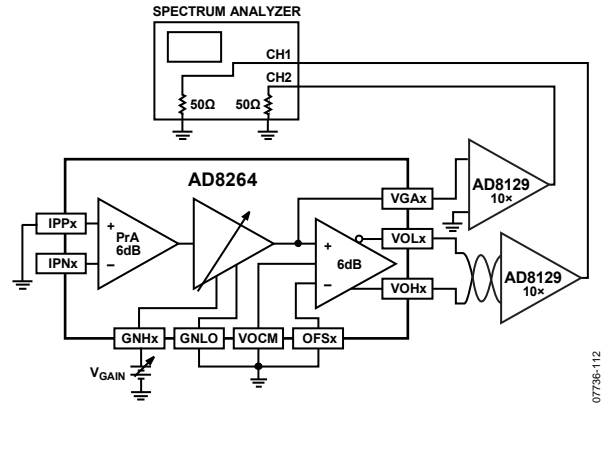 SPECTRUM ANALYZER
CH1
CH2
50Ω
50Ω
AD8264
VGAx
AD8129
10×
IPPx
+
PrA
6dB
IPNx
–
+
6dB
–
VOLx
VOHx
AD8129
10×
GNHx
GNLO
VOCM
OFSx
VGAIN
07736-112